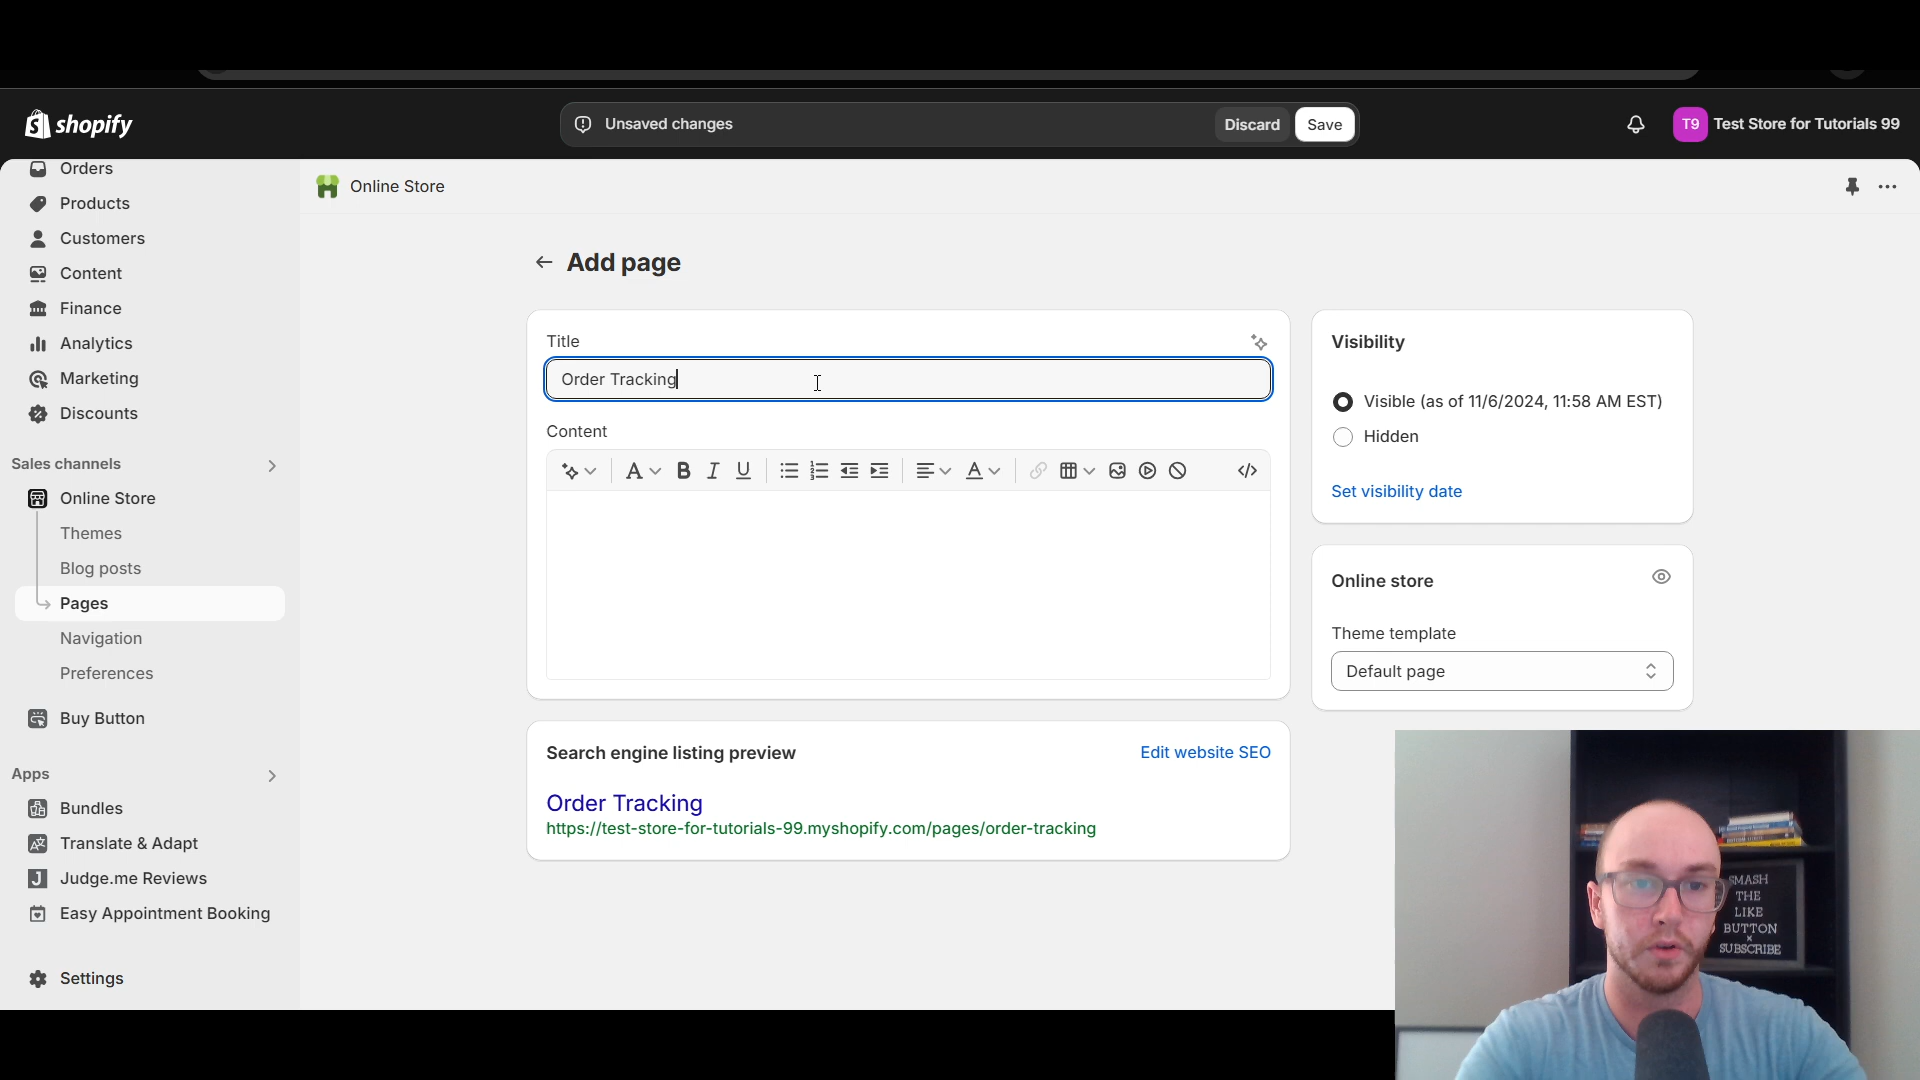 shopify
Unsaved changes
Discard
Save
T9
Test Store for Tutorials 99
Orders
Products
Customers
Content
Finance
Analytics
Marketing
Discounts
Sales channels
Online Store
Themes
Blog posts
Pages
Navigation
Preferences
Buy Button
Apps
Bundles
Translate & Adapt
J Judge.me Reviews
Easy Appointment Booking
Settings
Online Store
Add page
Title
Order Tracking
Content
A B I U A </>
Search engine listing preview
Edit website SEO
Order Tracking
https://test-store-for-tutorials-99.myshopify.com/pages/order-tracking
Visibility
Visible (as of 11/6/2024, 11:58 AM EST)
Hidden
Set visibility date
Online store
Theme template
Default page
SMASH
THE
LIKE
BUTTON
×
SUBSCRIBE